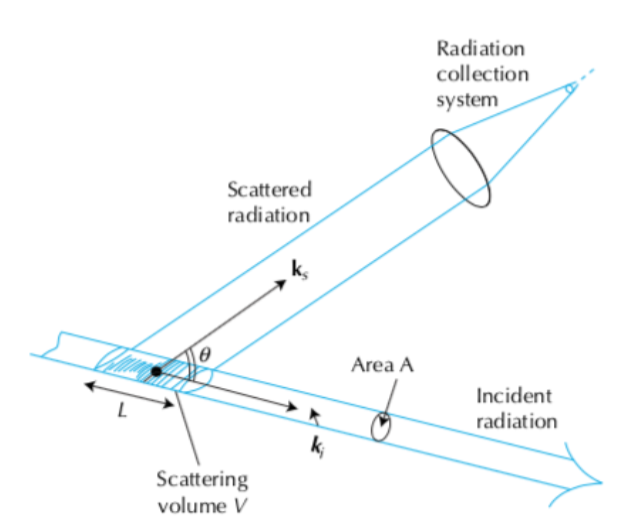 Radiation
collection
system
Scattered
radiation
k_s
θ
Area A
Incident
radiation
L
k_i
Scattering
volume V